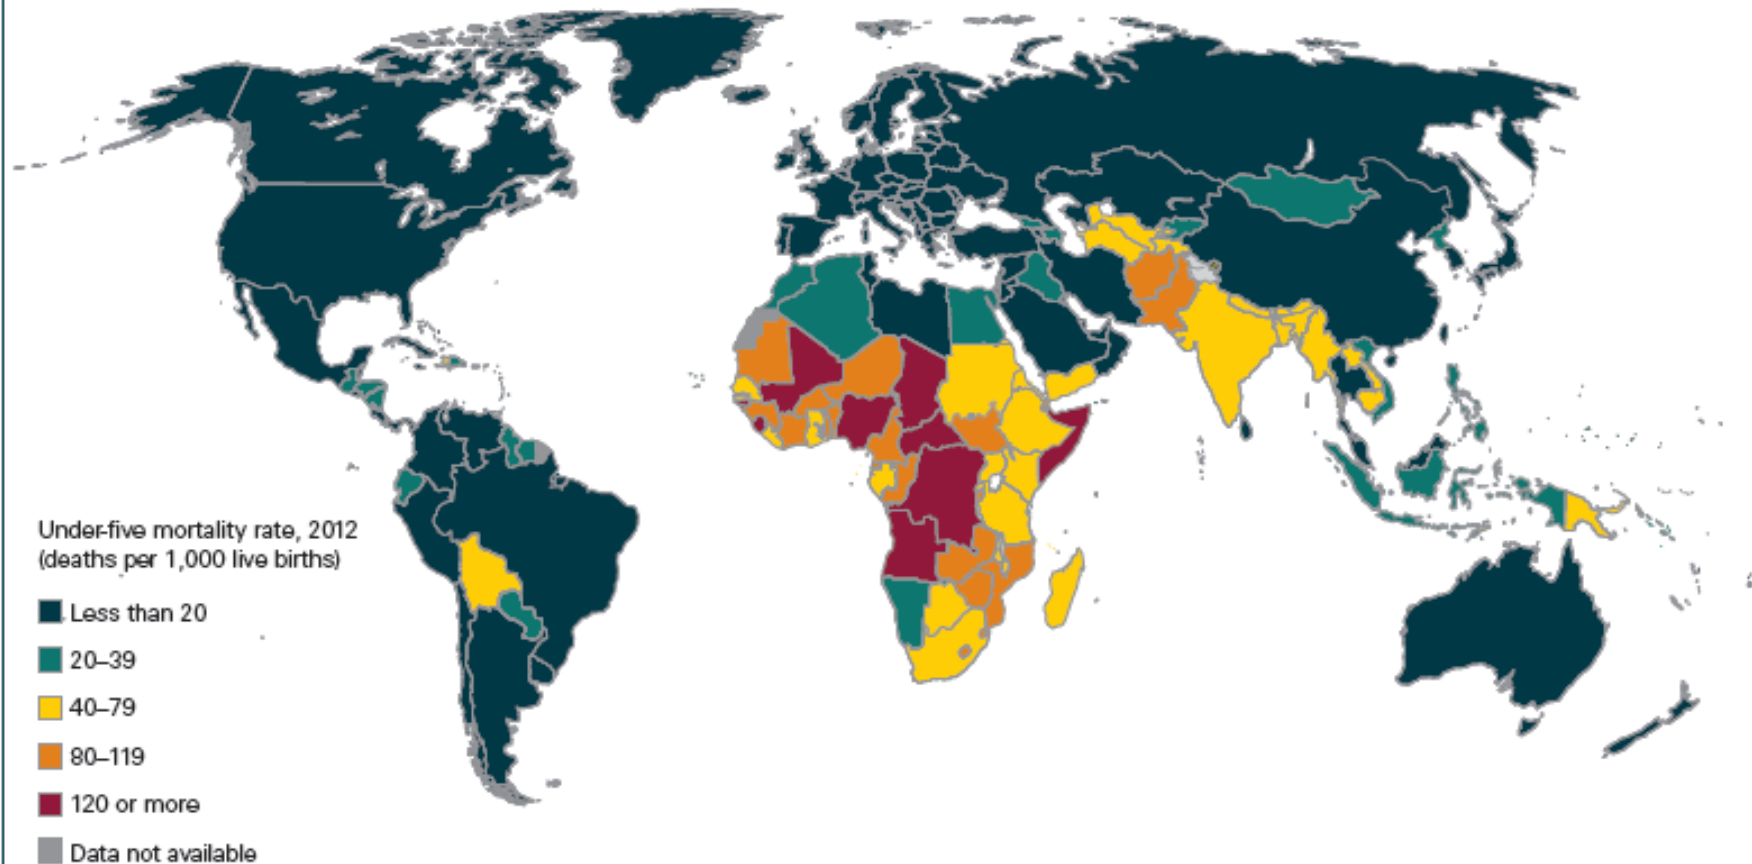 Under-five mortality rate, 2012
(deaths per 1,000 live births)
Less than 20
20–39
40–79
80–119
120 or more
Data not available